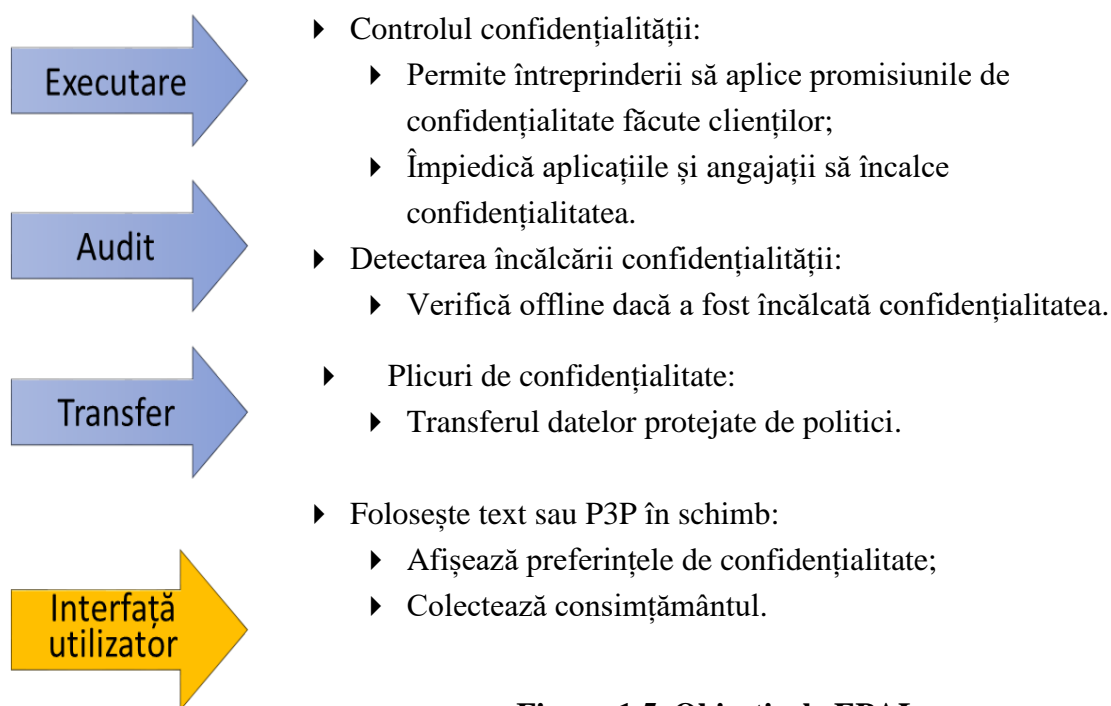 Executare
▸ Controlul confidențialității:
▸ Permite întreprinderii să aplice promisiunile de
confidențialitate făcute clienților;
▸ Împiedică aplicațiile și angajații să încalce
confidențialitatea.
Audit
▸ Detectarea încălcării confidențialității:
▸ Verifică offline dacă a fost încălcată confidențialitatea.
Transfer
▸ Plicuri de confidențialitate:
▸ Transferul datelor protejate de politici.
Interfață
utilizator
▸ Folosește text sau P3P în schimb:
▸ Afișează preferințele de confidențialitate;
▸ Colectează consimțământul.